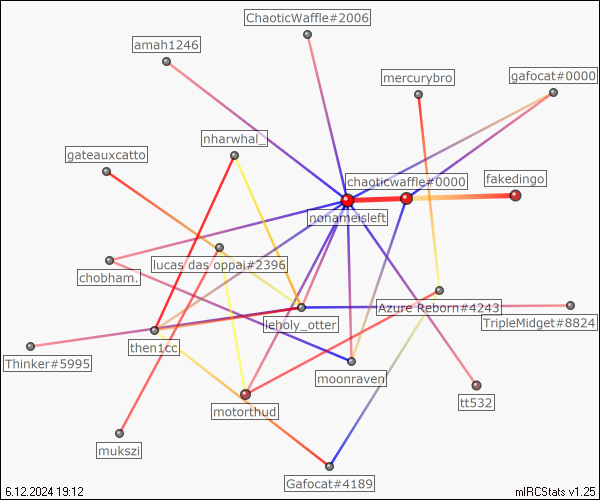 ChaoticWaffle#2006
amah1246
mercurybro
gafocat#0000
nharwhal_
gateauxcatto
chaoticwaffle#0000
fakedingo
nonameisleft
chobham.
lucas das oppai#2396
Azure Reborn#4243
TripleMidget#8824
leholy_otter
then1cc
Thinker#5995
moonraven
tt532
motorthud
mukszi
Gafocat#4189
6.12.2024 19:12
mIRCStats v1.25